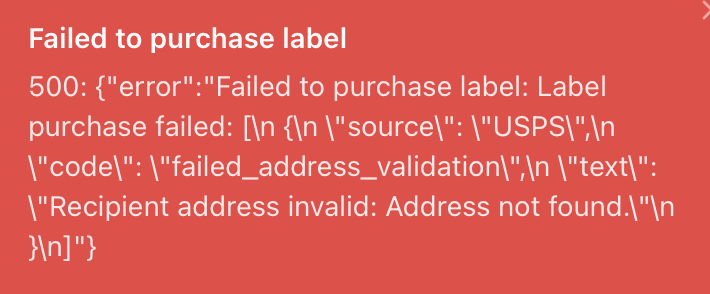 Failed to purchase label
500: {"error":"Failed to purchase label: Label
purchase failed: [\n {\n \"source\": \"USPS\",\n
\"code\": \"failed_address_validation\",\n \"text\":
\"Recipient address invalid: Address not found.\"\n
}\n]"}